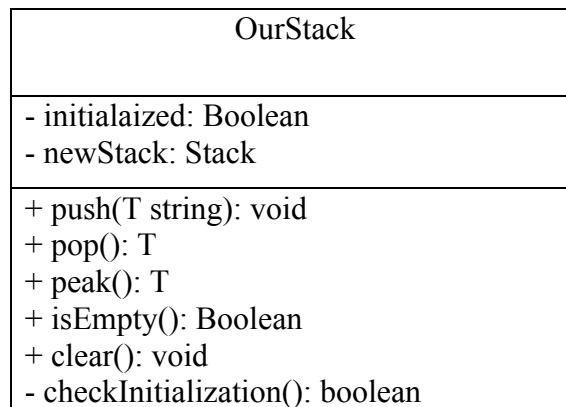 OurStack
- initialaized: Boolean
- newStack: Stack
+ push(T string): void
+ pop(): T
+ peak(): T
+ isEmpty(): Boolean
+ clear(): void
- checkInitialization(): boolean